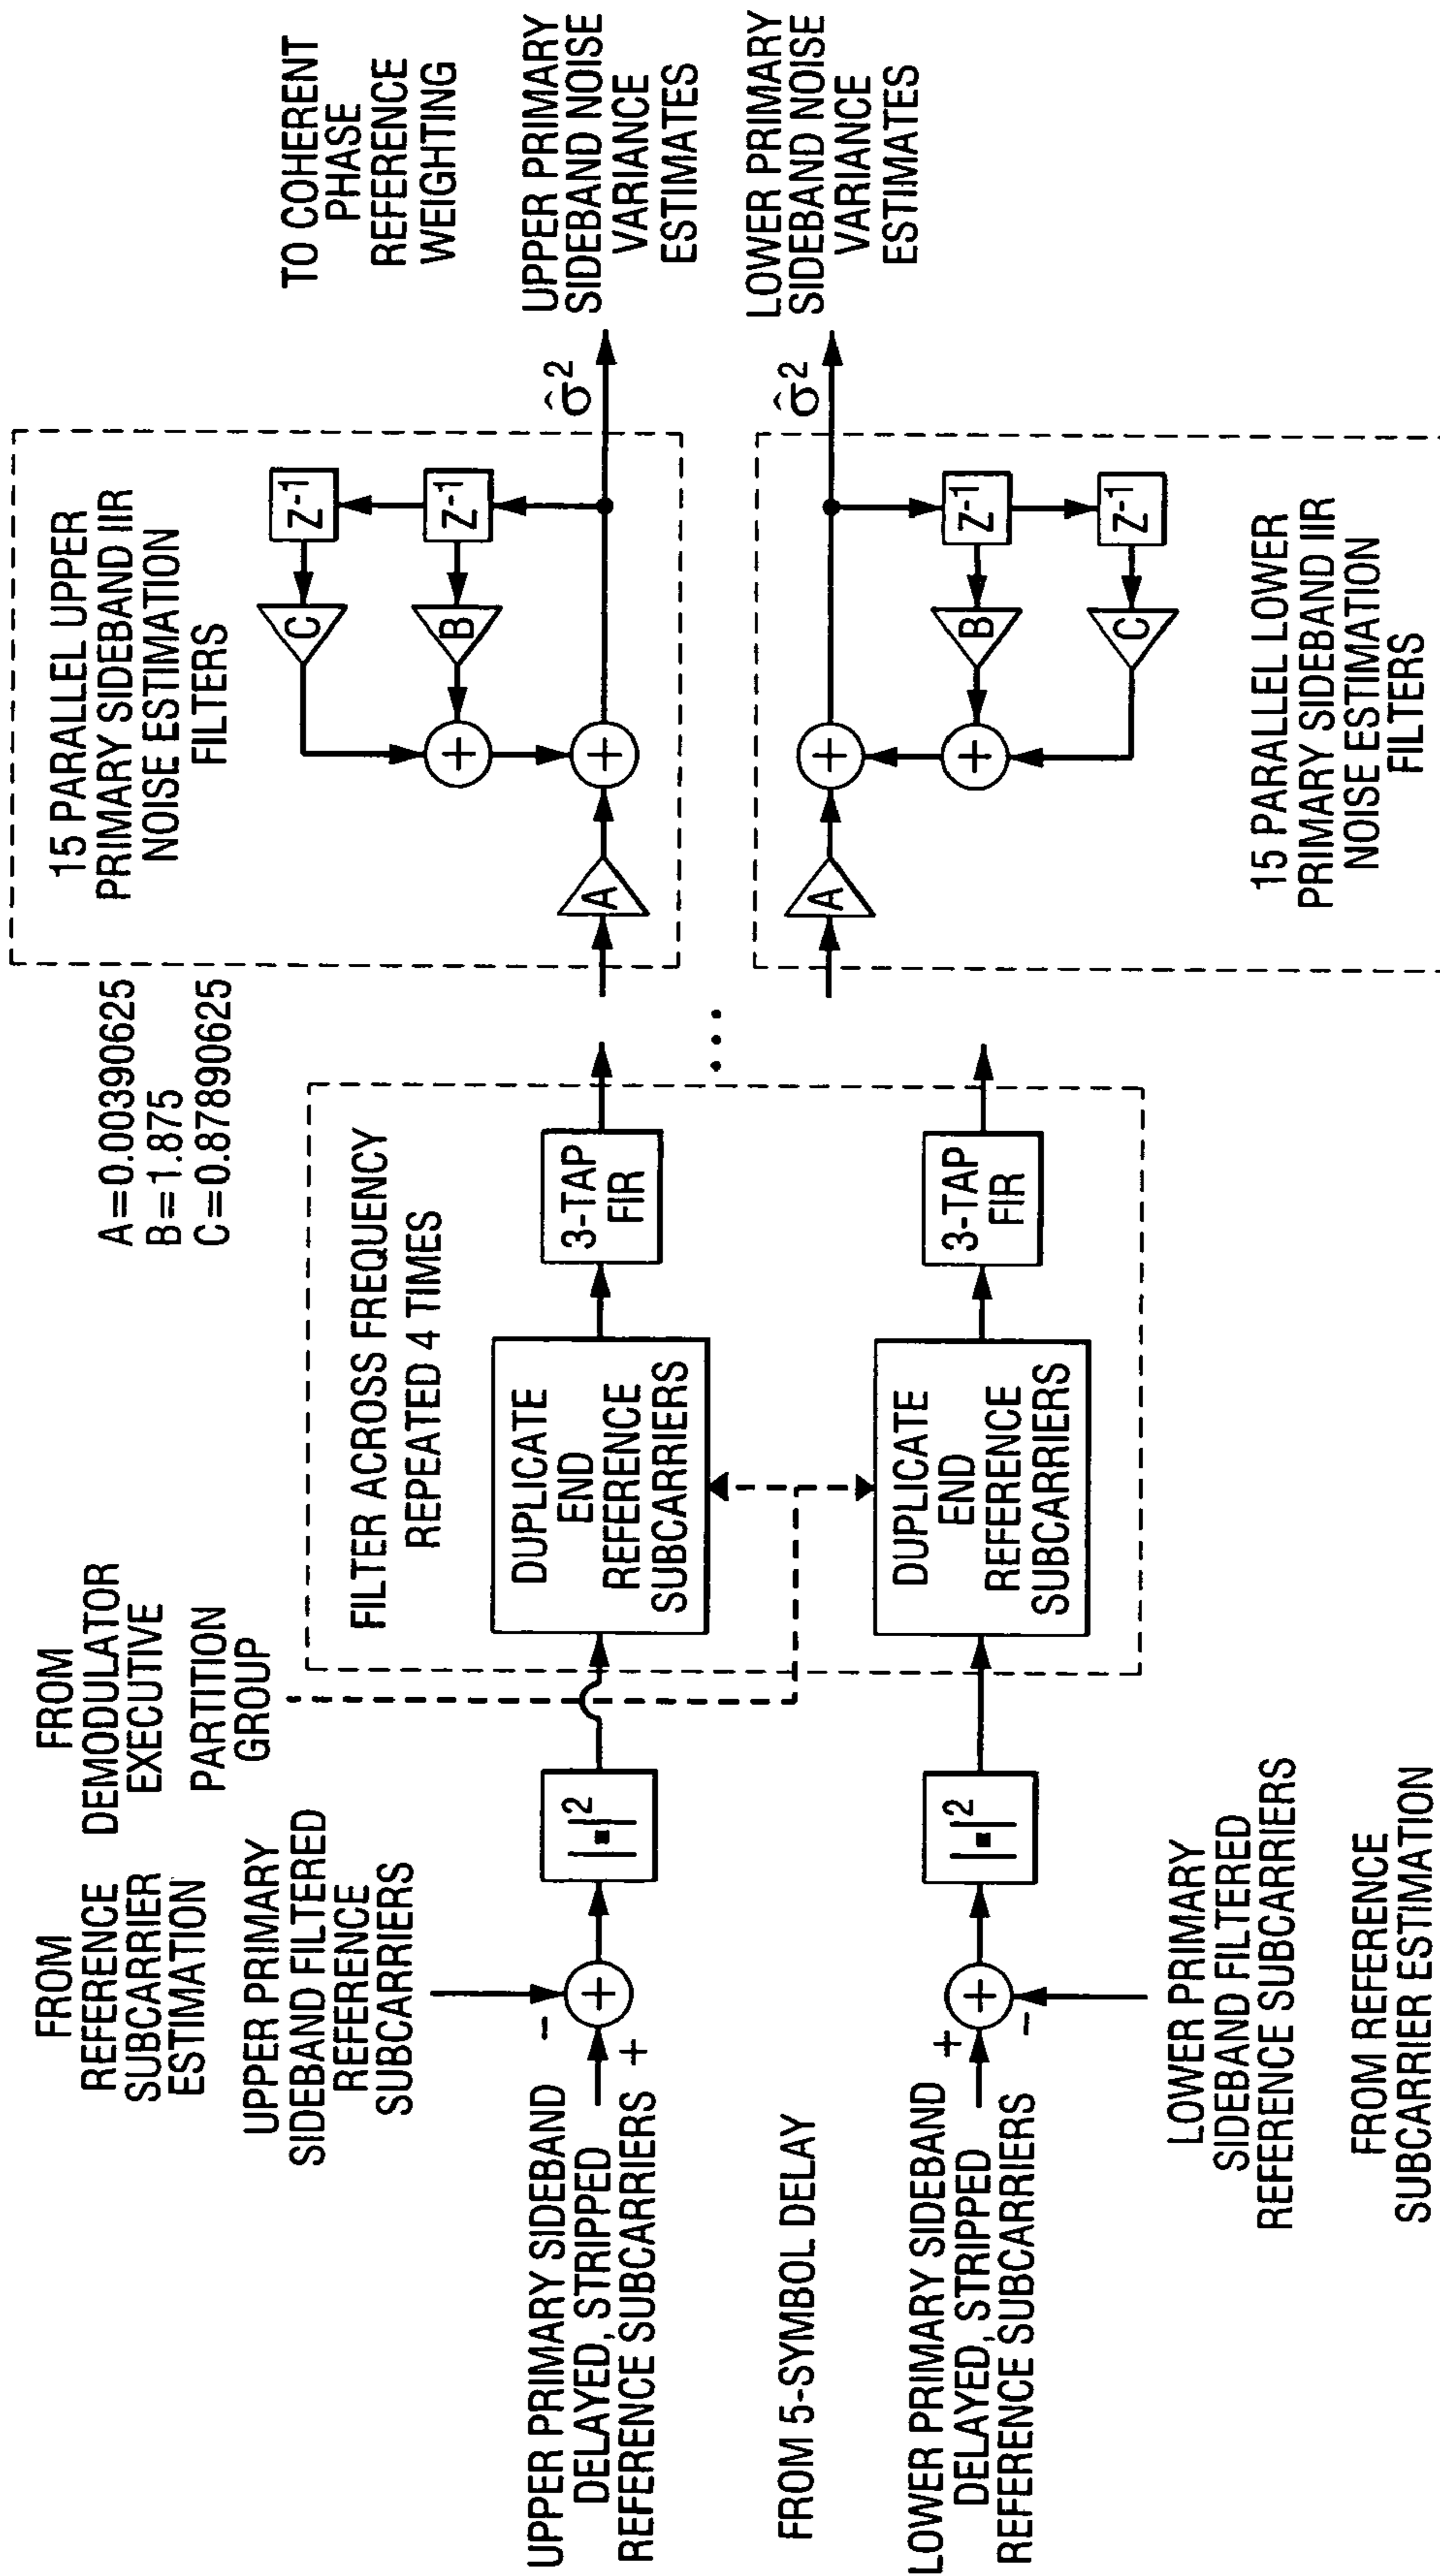 FROM
REFERENCE
SUBCARRIER
ESTIMATION
UPPER PRIMARY
SIDEBAND FILTERED
REFERENCE
SUBCARRIERS
FROM
DEMODULATOR
EXECUTIVE
PARTITION
GROUP
UPPER PRIMARY SIDEBAND
DELAYED, STRIPPED
REFERENCE SUBCARRIERS
+
-
+
|▪|²
FILTER ACROSS FREQUENCY
REPEATED 4 TIMES
DUPLICATE
END
REFERENCE
SUBCARRIERS
3-TAP
FIR
A=0.00390625
B=1.875
C=0.87890625
15 PARALLEL UPPER
PRIMARY SIDEBAND IIR
NOISE ESTIMATION
FILTERS
C
Z-1
B
Z-1
+
+
A
σ̂²
TO COHERENT
PHASE
REFERENCE
WEIGHTING
UPPER PRIMARY
SIDEBAND NOISE
VARIANCE
ESTIMATES
FROM 5-SYMBOL DELAY
...
LOWER PRIMARY SIDEBAND
DELAYED, STRIPPED
REFERENCE SUBCARRIERS
+
-
+
|▪|²
DUPLICATE
END
REFERENCE
SUBCARRIERS
3-TAP
FIR
A
+
+
B
Z-1
C
Z-1
σ̂²
LOWER PRIMARY
SIDEBAND NOISE
VARIANCE
ESTIMATES
15 PARALLEL LOWER
PRIMARY SIDEBAND IIR
NOISE ESTIMATION
FILTERS
LOWER PRIMARY
SIDEBAND FILTERED
REFERENCE SUBCARRIERS
FROM REFERENCE
SUBCARRIER ESTIMATION